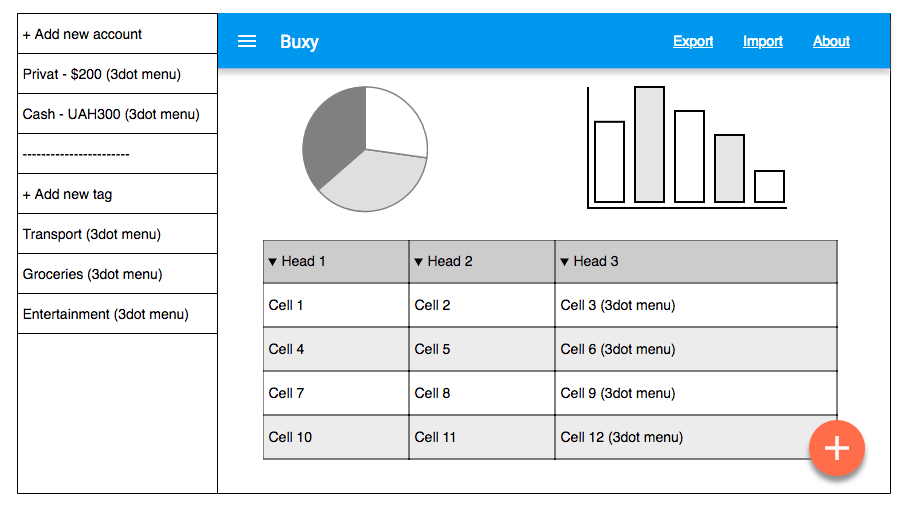 + Add new account
Privat - $200 (3dot menu)
Cash - UAH300 (3dot menu)
-----------------------
+ Add new tag
Transport (3dot menu)
Groceries (3dot menu)
Entertainment (3dot menu)
Buxy Export Import About
Head 1 Head 2 Head 3
Cell 1 Cell 2 Cell 3 (3dot menu)
Cell 4 Cell 5 Cell 6 (3dot menu)
Cell 7 Cell 8 Cell 9 (3dot menu)
Cell 10 Cell 11 Cell 12 (3dot menu)